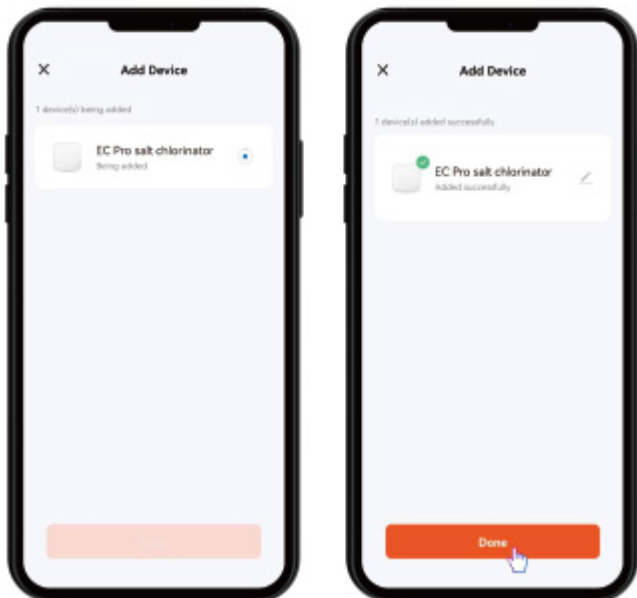 Add Device
1 device(s) being added
EC Pro salt chlorinator
Being added
Add Device
1 device(s) added successfully
EC Pro salt chlorinator
Added successfully
Done